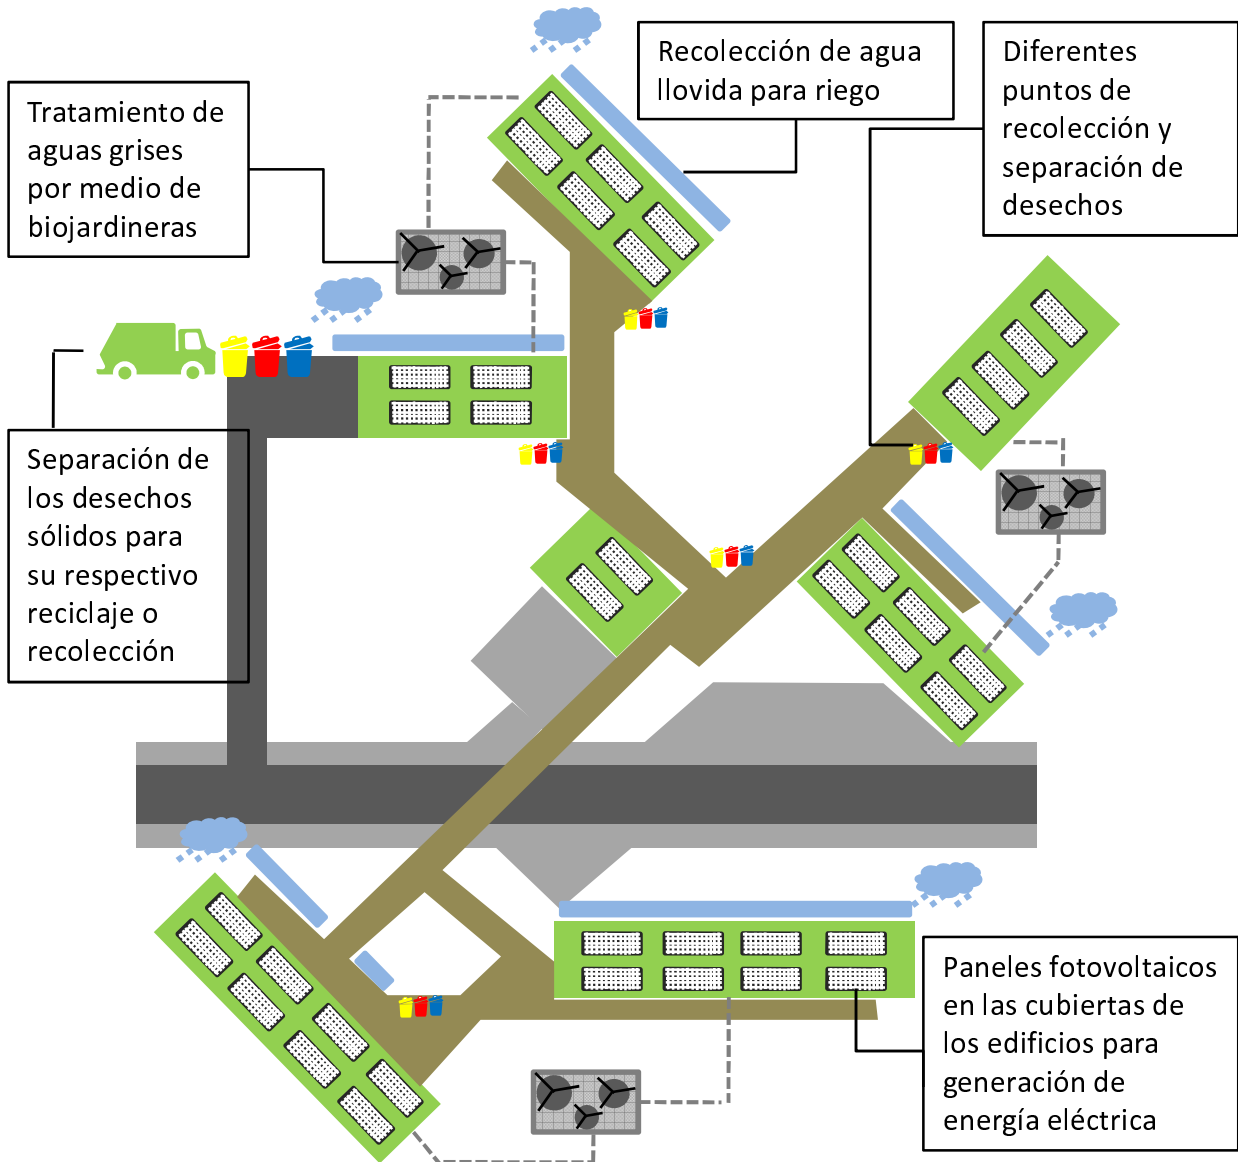 Recolección de agua
llovida para riego
Diferentes
puntos de
recolección y
separación de
desechos
Tratamiento de
aguas grises
por medio de
biojardineras
Separación de
los desechos
sólidos para
su respectivo
reciclaje o
recolección
Paneles fotovoltaicos
en las cubiertas de
los edificios para
generación de
energía eléctrica